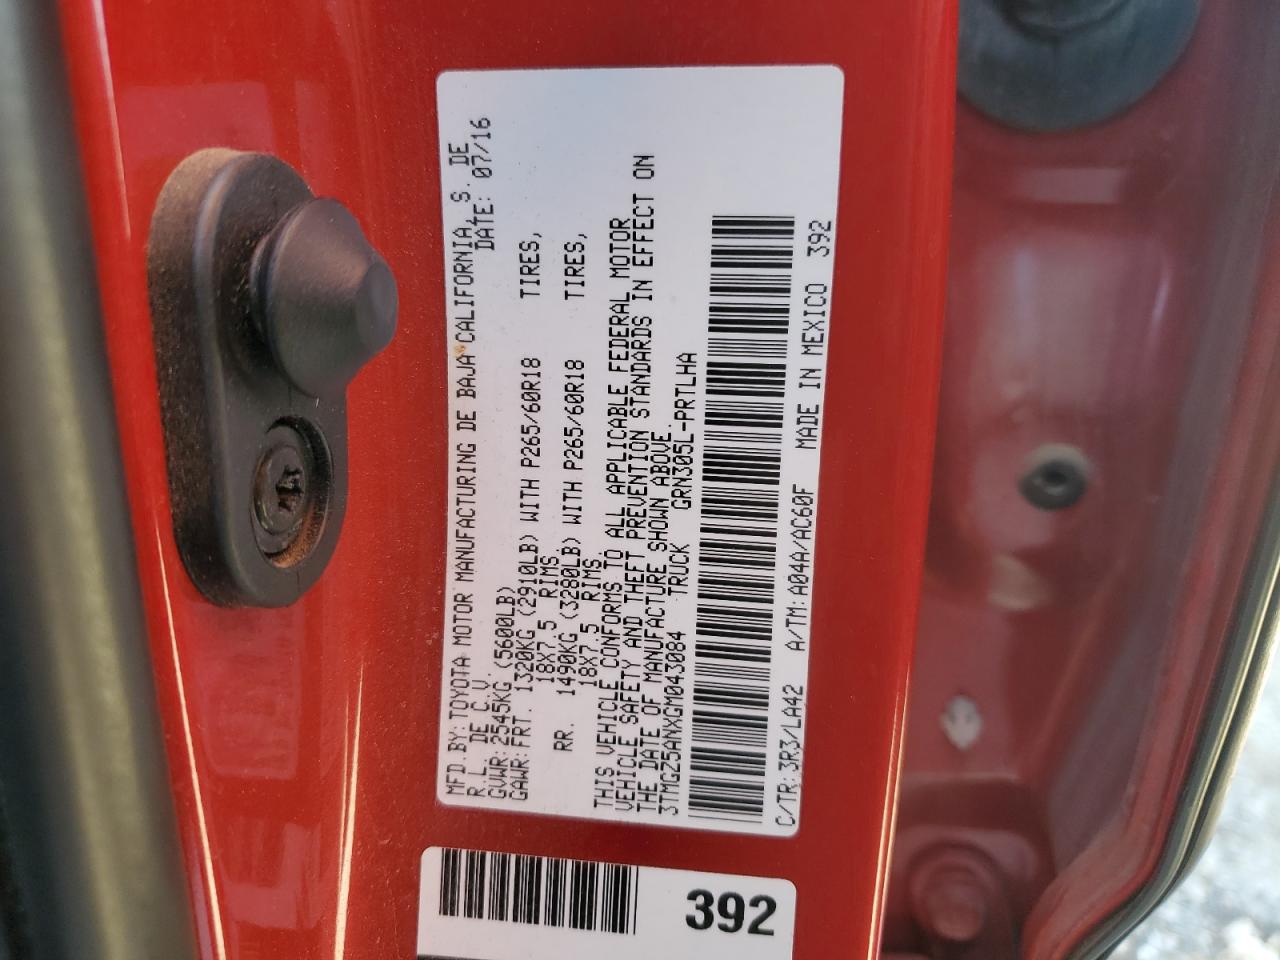 MFD.BY:TOYOTA MOTOR MANUFACTURING DE BAJA CALIFORNIA,S. DE
R.L. DE C.V. DATE: 07/16
GVWR: 2545KG (5600LB)
GAWR:FRT. 1320KG (2910LB) WITH P265/60R18 TIRES,
18X7.5 RIMS.
RR. 1490KG (3280LB) WITH P265/60R18 TIRES,
18X7.5 RIMS.
THIS VEHICLE CONFORMS TO ALL APPLICABLE FEDERAL MOTOR
VEHICLE SAFETY AND THEFT PREVENTION STANDARDS IN EFFECT ON
THE DATE OF MANUFACTURE SHOWN ABOVE.
3TMGZ5ANXGM043084 TRUCK GRN305L-PRTLHA
C/TR:3R3/LA42 A/TM:A04A/AC60F MADE IN MEXICO 392
392